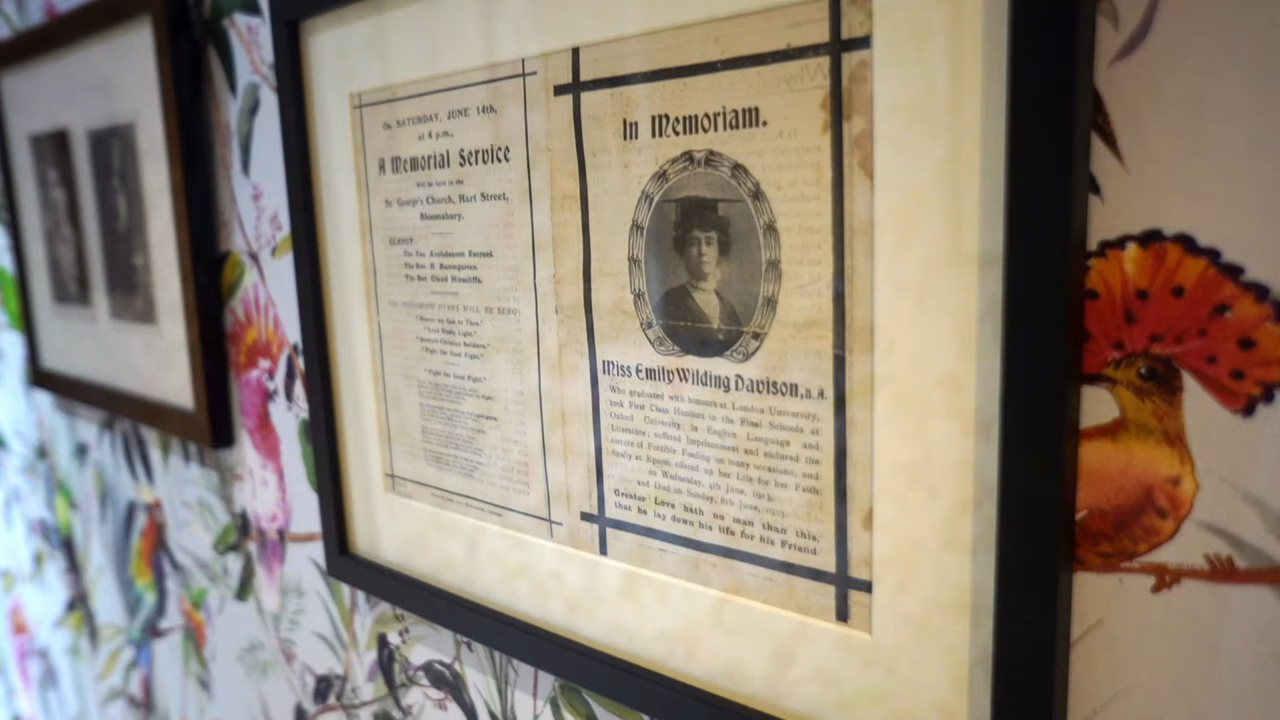 On SATURDAY, JUNE 14th,
at 4 p.m.,
A Memorial Service
Will be held in the
St. George's Church, Hart Street,
Bloomsbury.
CLERGY.
The Ven. Archdeacon Escreet.
The Rev. H. Baumgarten
The Rev. Claud Hinscliffe.
THE FOLLOWING HYMNS WILL BE SUNG:
"Nearer my God to Thee."
"Lead Kindly Light."
"Onward Christian Soldiers."
"Fight the Good Fight."
"Fight the Good Fight."
In Memoriam.
Miss Emily Wilding Davison, B.A.
Who graduated with honours at London University,
took First Class Honours in the Final Schools at
Oxford University in English Language and
Literature; suffered Imprisonment and endured the
torture of Forcible Feeding on many occasions, and
finally at Epsom offered up her Life for her Faith
on Wednesday, 4th June, 1913,
and Died on Sunday, 8th June, 1913.
Greater Love hath no man than this,
that he lay down his life for his Friend.